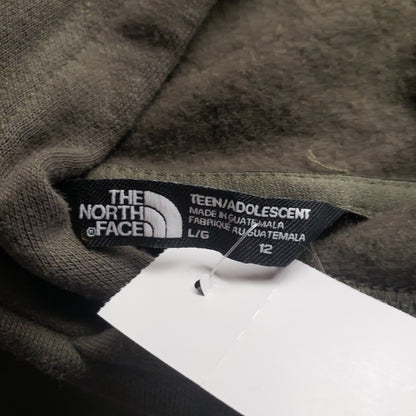 THE
NORTH
FACE
TEEN/ADOLESCENT
MADE IN GUATEMALA
FABRIQUÉ AU GUATEMALA
L/G 12